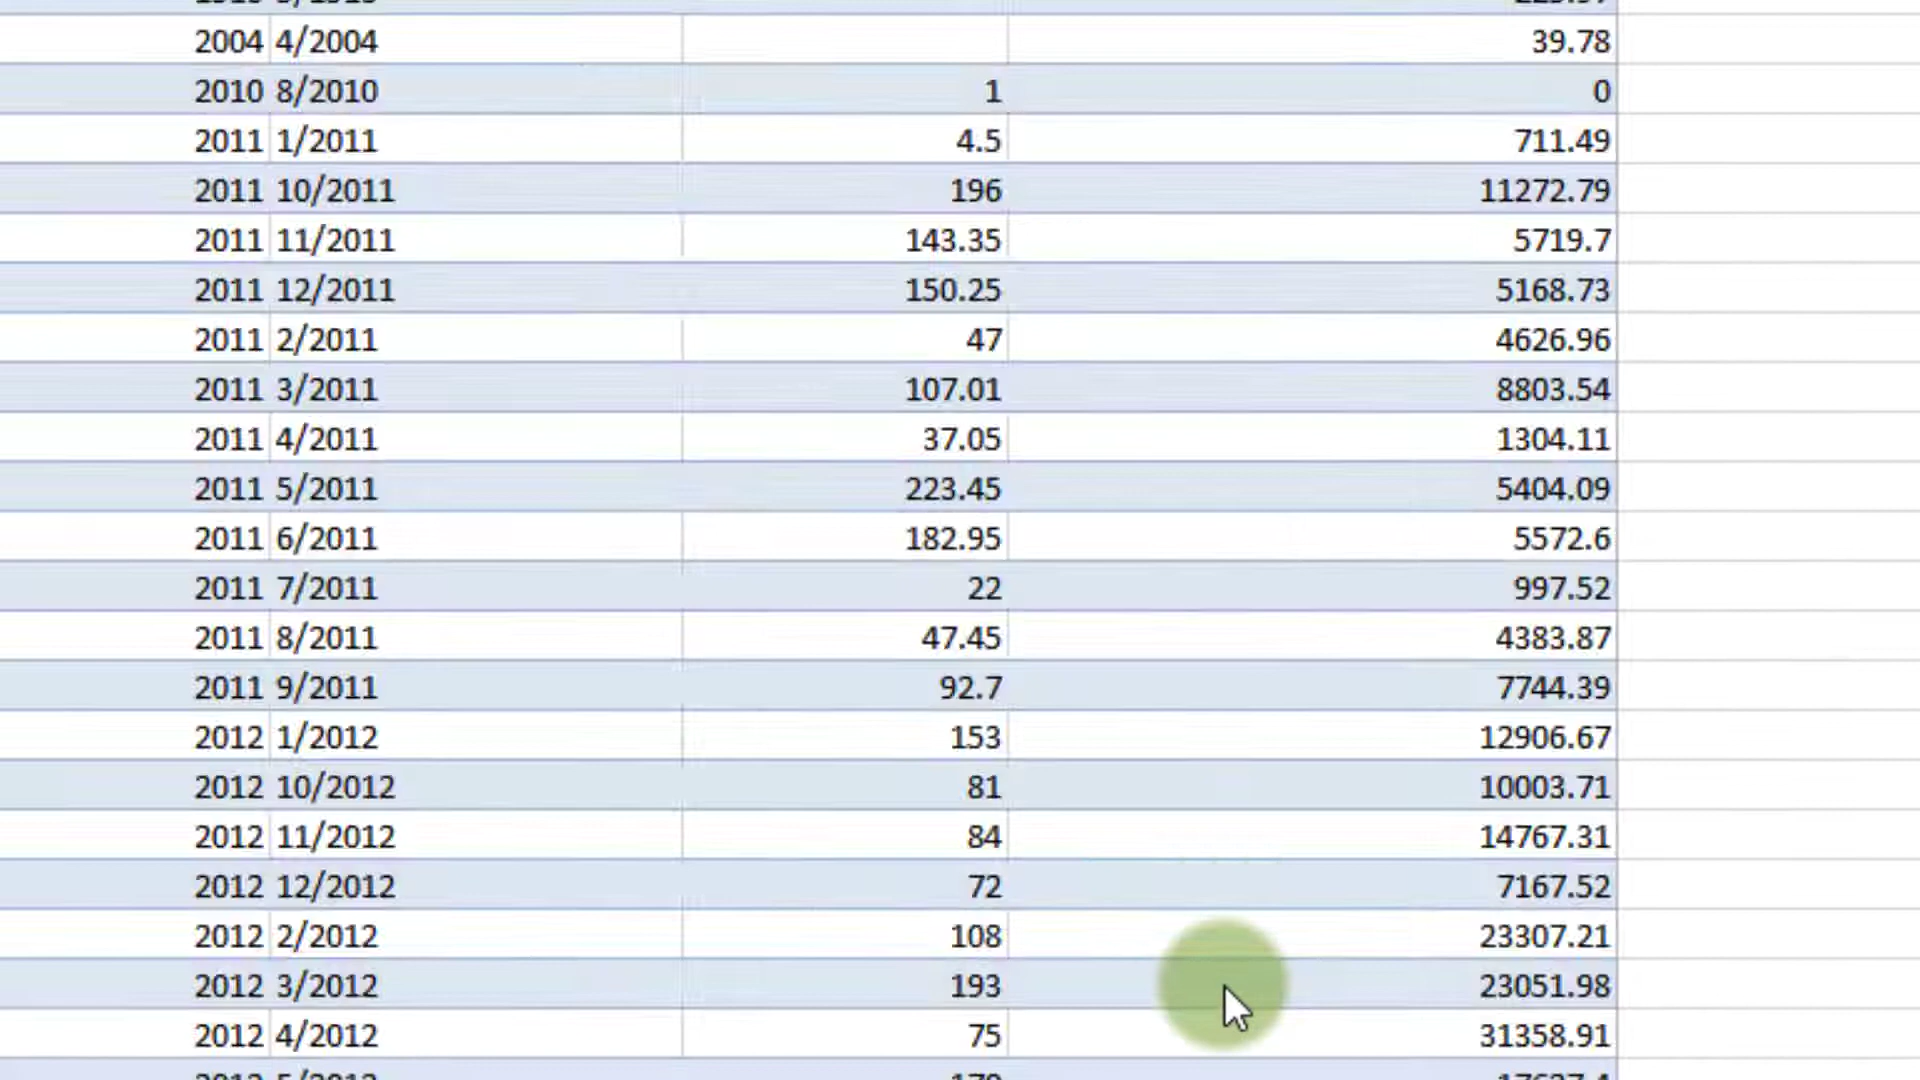 2004 4/2004 39.78
2010 8/2010 1 0
2011 1/2011 4.5 711.49
2011 10/2011 196 11272.79
2011 11/2011 143.35 5719.7
2011 12/2011 150.25 5168.73
2011 2/2011 47 4626.96
2011 3/2011 107.01 8803.54
2011 4/2011 37.05 1304.11
2011 5/2011 223.45 5404.09
2011 6/2011 182.95 5572.6
2011 7/2011 22 997.52
2011 8/2011 47.45 4383.87
2011 9/2011 92.7 7744.39
2012 1/2012 153 12906.67
2012 10/2012 81 10003.71
2012 11/2012 84 14767.31
2012 12/2012 72 7167.52
2012 2/2012 108 23307.21
2012 3/2012 193 23051.98
2012 4/2012 75 31358.91